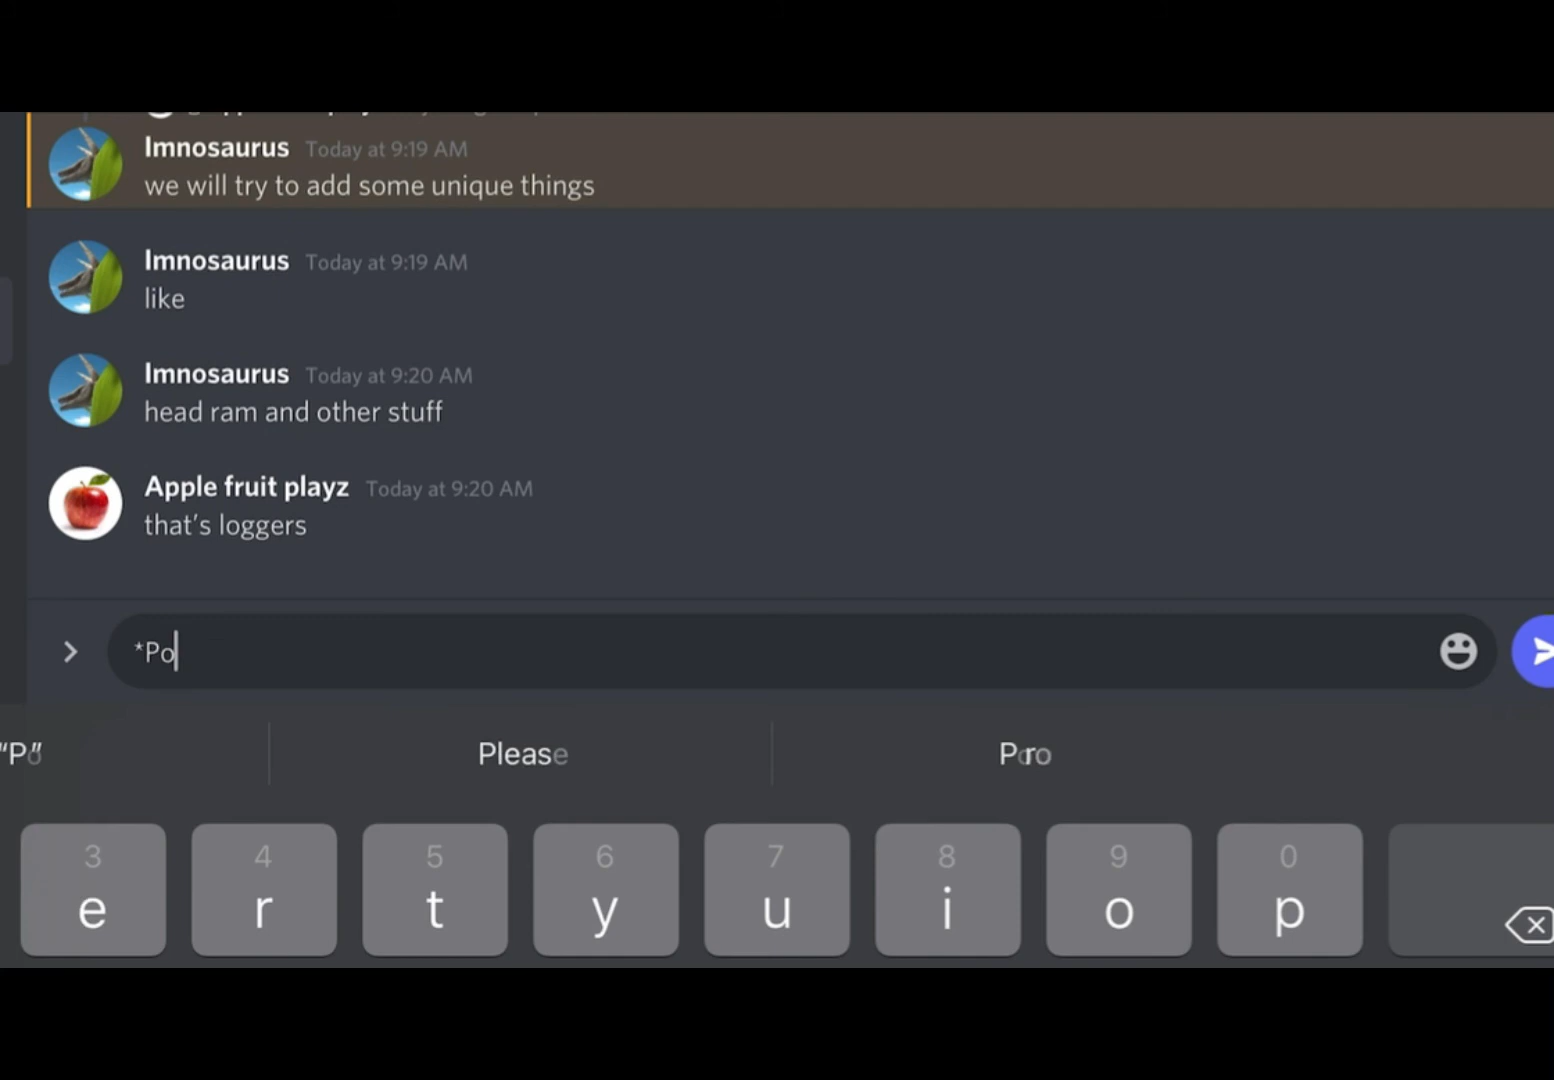 Imnosaurus Today at 9:19 AM
we will try to add some unique things
Imnosaurus Today at 9:19 AM
like
Imnosaurus Today at 9:20 AM
head ram and other stuff
Apple fruit playz Today at 9:20 AM
that's loggers
*Po
Please
3 4 5 6 7 8 9 0
e r t y u i o p